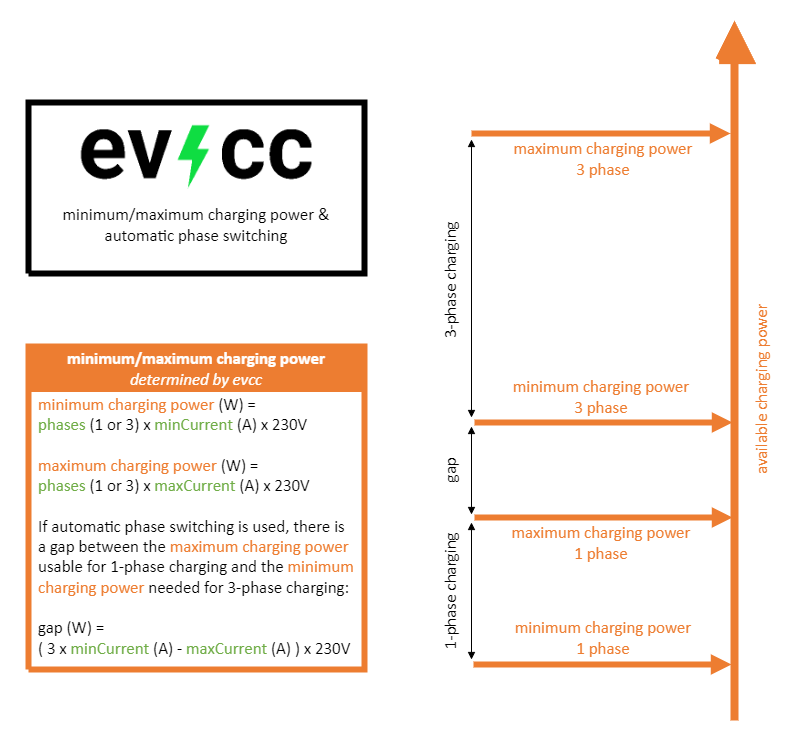 ev cc
minimum/maximum charging power &
automatic phase switching
minimum/maximum charging power
determined by evcc
minimum charging power (W) =
phases (1 or 3) x minCurrent (A) x 230V
maximum charging power (W) =
phases (1 or 3) x maxCurrent (A) x 230V
If automatic phase switching is used, there is
a gap between the maximum charging power
usable for 1-phase charging and the minimum
charging power needed for 3-phase charging:
gap (W) =
( 3 x minCurrent (A) - maxCurrent (A) ) x 230V
maximum charging power
3 phase
3-phase charging
minimum charging power
3 phase
gap
maximum charging power
1 phase
1-phase charging
minimum charging power
1 phase
available charging power